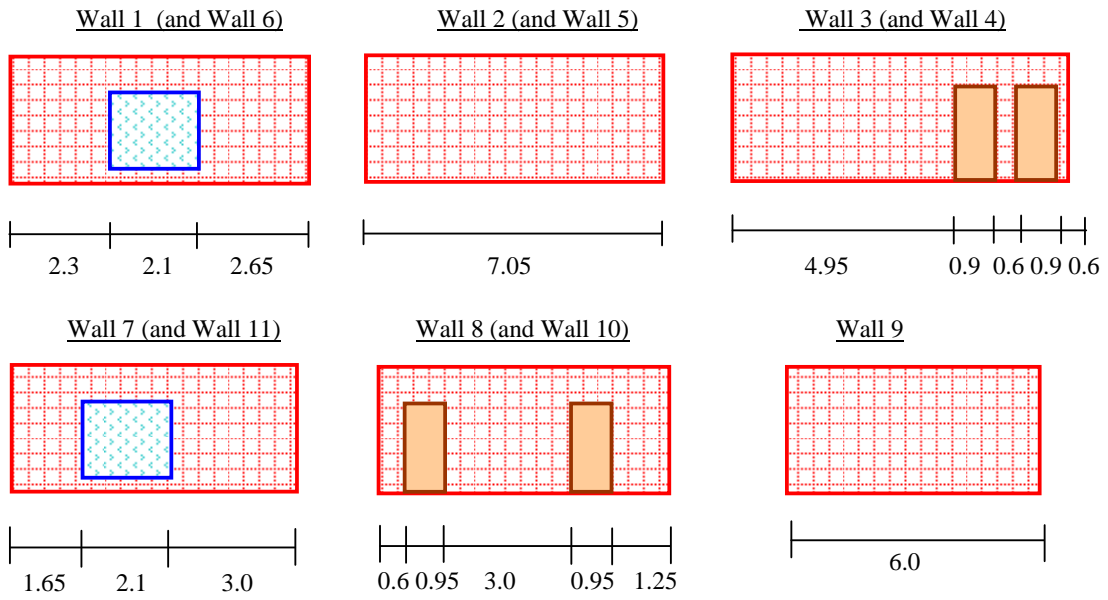 Wall 1 (and Wall 6)
Wall 2 (and Wall 5)
Wall 3 (and Wall 4)
2.3 2.1 2.65
7.05
4.95 0.9 0.6 0.9 0.6
Wall 7 (and Wall 11)
Wall 8 (and Wall 10)
Wall 9
1.65 2.1 3.0
0.6 0.95 3.0 0.95 1.25
6.0